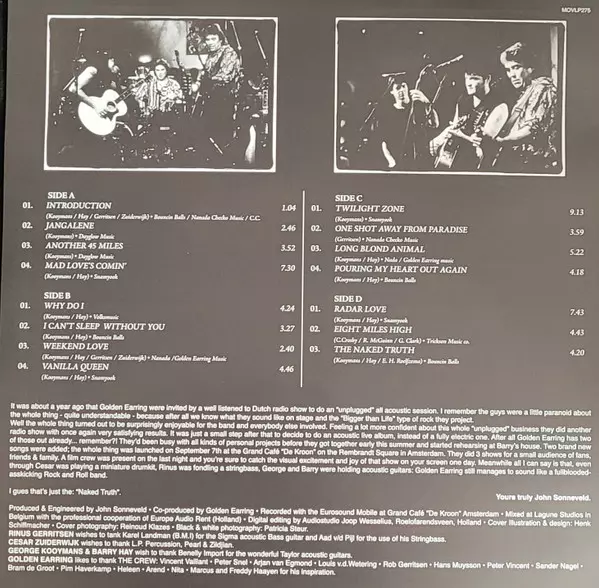 MOVLP275
SIDE A
01. INTRODUCTION 1.04
(Kooymans / Hay / Gerritsen / Zuiderwijk) • Bouncin Balls / Nanada Checko Music / C.C.
02. JANGALENE 2.46
(Kooymans) • Dayglow Music
03. ANOTHER 45 MILES 3.52
(Kooymans) • Dayglow Music
04. MAD LOVE'S COMIN' 7.30
(Kooymans / Hay) • Snamyook
SIDE B
01. WHY DO I 4.24
(Kooymans / Hay) • Volkomusic
02. I CAN'T SLEEP WITHOUT YOU 3.27
(Kooymans / Hay) • Bouncin Balls
03. WEEKEND LOVE 2.40
(Kooymans / Hay / Gerritsen / Zuiderwijk) • Nanada /Golden Earring Music
04. VANILLA QUEEN 4.46
(Kooymans / Hay) • Snamyook
SIDE C
01. TWILIGHT ZONE 9.13
(Kooymans) • Snamyook
02. ONE SHOT AWAY FROM PARADISE 3.59
(Gerritsen) • Nanada Checko Music
03. LONG BLOND ANIMAL 5.22
(Kooymans / Hay) • Nada / Golden Earring music
04. POURING MY HEART OUT AGAIN 4.18
(Kooymans / Hay) • Bouncin Balls
SIDE D
01. RADAR LOVE 7.43
(Kooymans / Hay) • Snamyook
02. EIGHT MILES HIGH 4.43
(C.Crosby / R. McGuinn / G. Clark) • Trickson Music co.
03. THE NAKED TRUTH 4.20
(Kooymans / Hay / E. H. Roelfzema) • Bouncin Balls
It was about a year ago that Golden Earring were invited by a well listened to Dutch radio show to do an "unplugged" all acoustic session. I remember the guys were a little paranoid about
the whole thing - quite understandable - because after all we know what they sound like on stage and the "Bigger than Life" type of rock they project.
Well the whole thing turned out to be surprisingly enjoyable for the band and everybody else involved. Feeling a lot more confident about this whole "unplugged" business they did another
radio show with once again very satisfying results. It was just a small step after that to decide to do an acoustic live album, instead of a fully electric one. After all Golden Earring has two
of those out already... remember?! They'd been busy with all kinds of personal projects before they got together early this summer and started rehearsing at Barry's house. Two brand new
songs were added; the whole thing was launched on September 7th at the Grand Café "De Kroon" on the Rembrandt Square in Amsterdam. They did 3 shows for a small audience of fans,
friends & family. A film crew was present on the last night and you're sure to catch the visual excitement and joy of that show on your screen one day. Meanwhile all I can say is that, even
through Cesar was playing a miniature drumkit, Rinus was fondling a stringbass, George and Barry were holding acoustic guitars: Golden Earring still manages to sound like a fullblooded-
asskicking Rock and Roll band.
I gues that's just the: "Naked Truth".
Yours truly John Sonneveld.
Produced & Engineered by John Sonneveld • Co-produced by Golden Earring • Recorded with the Eurosound Mobile at Grand Café "De Kroon" Amsterdam • Mixed at Lagune Studios in
Belgium with the professional cooperation of Europe Audio Rent (Holland) • Digital editing by Audiostudio Joop Wesselius, Roelofarendsveen, Holland • Cover illustration & design: Henk
Schiffmacher • Cover photography: Reinoud Klazes • Black & white photography: Patricia Steur.
RINUS GERRITSEN wish to tanks Karel Landman (B.M.I) for the Sigma acoustic Bass guitar and Aad v/d Pijl for the use of his Stringbass.
CESAR ZUIDERWIJK wish to thanks L.P. Percussion, Pearl & Zildjian.
GEORGE KOOYMANS & BARRY HAY wish to thank Benelly Import for the wonderful Taylor acoustic guitars.
GOLDEN EARRING likes to thank THE CREW: Vincent Vaillant • Peter Snel • Arjan van Egmond • Louis v.d.Wetering • Rob Gerritsen • Hans Muysson • Peter Vincent • Sander Nagel •
Bram de Groot • Pim Haverkamp • Heleen • Arend • Nita • Marcus and Freddy Haayen for his inspiration.